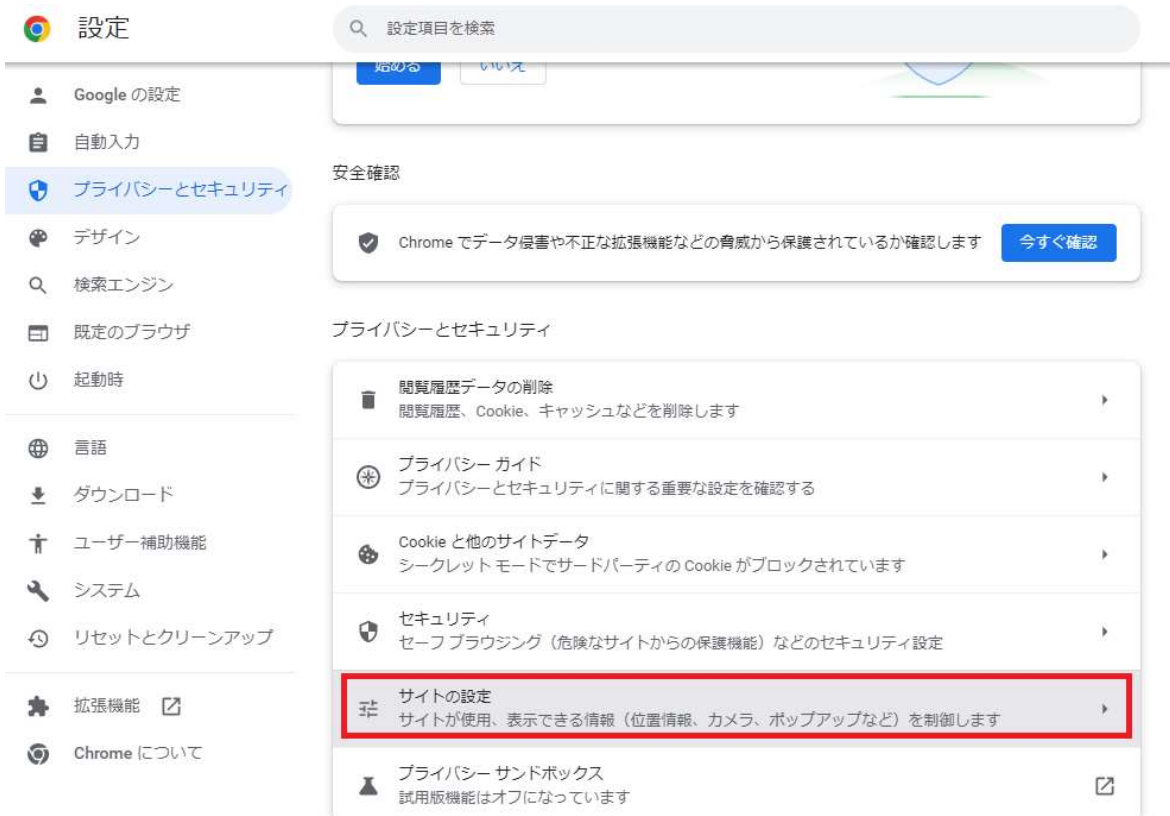 設定
設定項目を検索
始める
いいえ
Google の設定
自動入力
プライバシーとセキュリティ
デザイン
検索エンジン
既定のブラウザ
起動時
言語
ダウンロード
ユーザー補助機能
システム
リセットとクリーンアップ
拡張機能
Chrome について
安全確認
Chrome でデータ侵害や不正な拡張機能などの脅威から保護されているか確認します
今すぐ確認
プライバシーとセキュリティ
閲覧履歴データの削除
閲覧履歴、Cookie、キャッシュなどを削除します
プライバシー ガイド
プライバシーとセキュリティに関する重要な設定を確認する
Cookie と他のサイトデータ
シークレット モードでサードパーティの Cookie がブロックされています
セキュリティ
セーフ ブラウジング（危険なサイトからの保護機能）などのセキュリティ設定
サイトの設定
サイトが使用、表示できる情報（位置情報、カメラ、ポップアップなど）を制御します
プライバシー サンドボックス
試用版機能はオフになっています